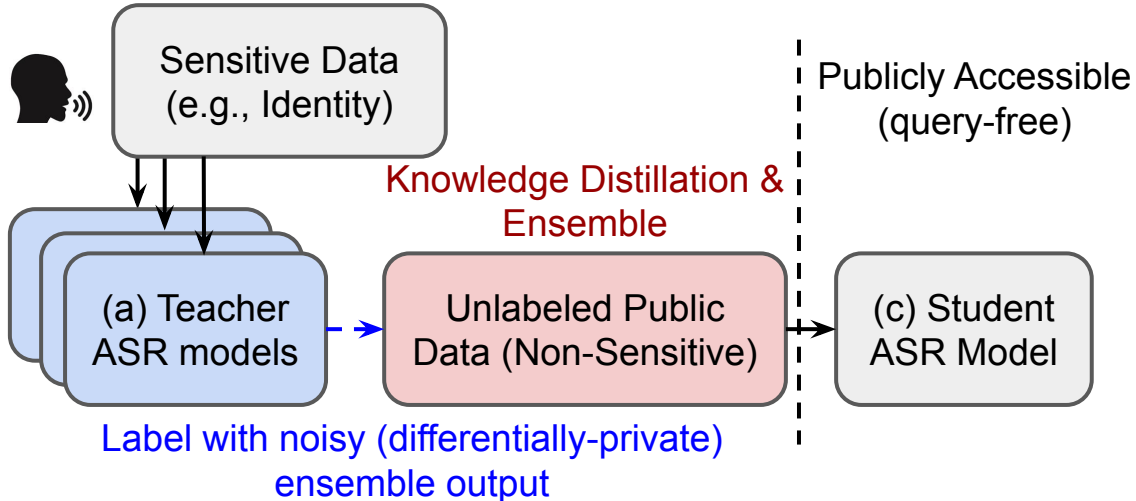 Sensitive Data
(e.g., Identity)
Publicly Accessible
(query-free)
Knowledge Distillation &
Ensemble
(a) Teacher
ASR models
Unlabeled Public
Data (Non-Sensitive)
(c) Student
ASR Model
Label with noisy (differentially-private)
ensemble output